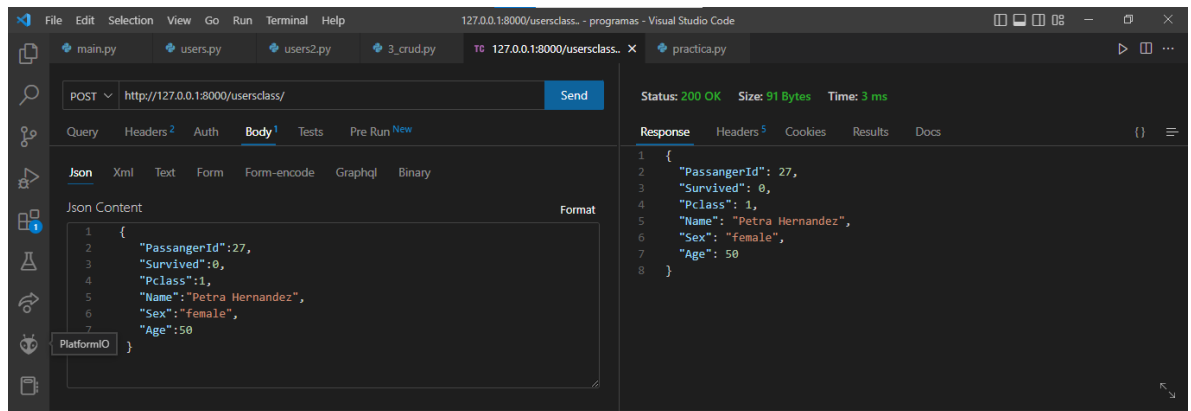 File Edit Selection View Go Run Terminal Help 127.0.0.1:8000/usersclass.. - programas - Visual Studio Code
main.py users.py users2.py 3_crud.py TC 127.0.0.1:8000/usersclass.. practica.py
POST http://127.0.0.1:8000/usersclass/ Send
Query Headers 2 Auth Body 1 Tests Pre Run New
Json Xml Text Form Form-encode Graphql Binary
Json Content Format
1 {
2 "PassangerId":27,
3 "Survived":0,
4 "Pclass":1,
5 "Name":"Petra Hernandez",
6 "Sex":"female",
7 "Age":50
}
PlatformIO
1
Status: 200 OK Size: 91 Bytes Time: 3 ms
Response Headers 5 Cookies Results Docs {}
1 {
2 "PassangerId": 27,
3 "Survived": 0,
4 "Pclass": 1,
5 "Name": "Petra Hernandez",
6 "Sex": "female",
7 "Age": 50
8 }